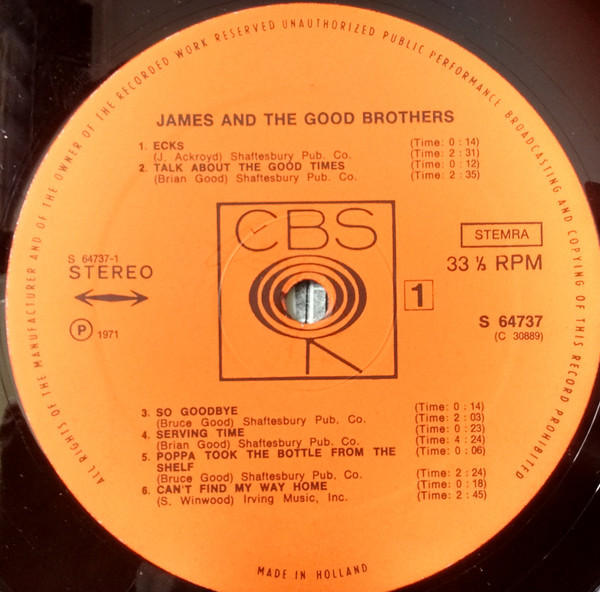 ALL RIGHTS OF THE MANUFACTURER AND OF THE OWNER OF THE RECORDED WORK RESERVED UNAUTHORIZED PUBLIC PERFORMANCE BROADCASTING AND COPYING OF THIS RECORD PROHIBITED
JAMES AND THE GOOD BROTHERS
1. ECKS (Time: 0 : 14)
(J. Ackroyd) Shaftesbury Pub. Co. (Time: 2 : 31)
2. TALK ABOUT THE GOOD TIMES (Time: 0 : 12)
(Brian Good) Shaftesbury Pub. Co. (Time: 2 : 35)
CBS
S 64737-1
STEREO
P 1971
STEMRA
33 ⅓ RPM
1
S 64737
(C 30889)
3. SO GOODBYE (Time: 0 : 14)
(Bruce Good) Shaftesbury Pub. Co. (Time: 2 : 03)
4. SERVING TIME (Time: 0 : 23)
(Brian Good) Shaftesbury Pub. Co. (Time: 4 : 24)
5. POPPA TOOK THE BOTTLE FROM THE (Time: 0 : 06)
SHELF
(Bruce Good) Shaftesbury Pub. Co. (Time: 2 : 24)
6. CAN'T FIND MY WAY HOME (Time: 0 : 18)
(S. Winwood) Irving Music, Inc. (Time: 2 : 45)
MADE IN HOLLAND